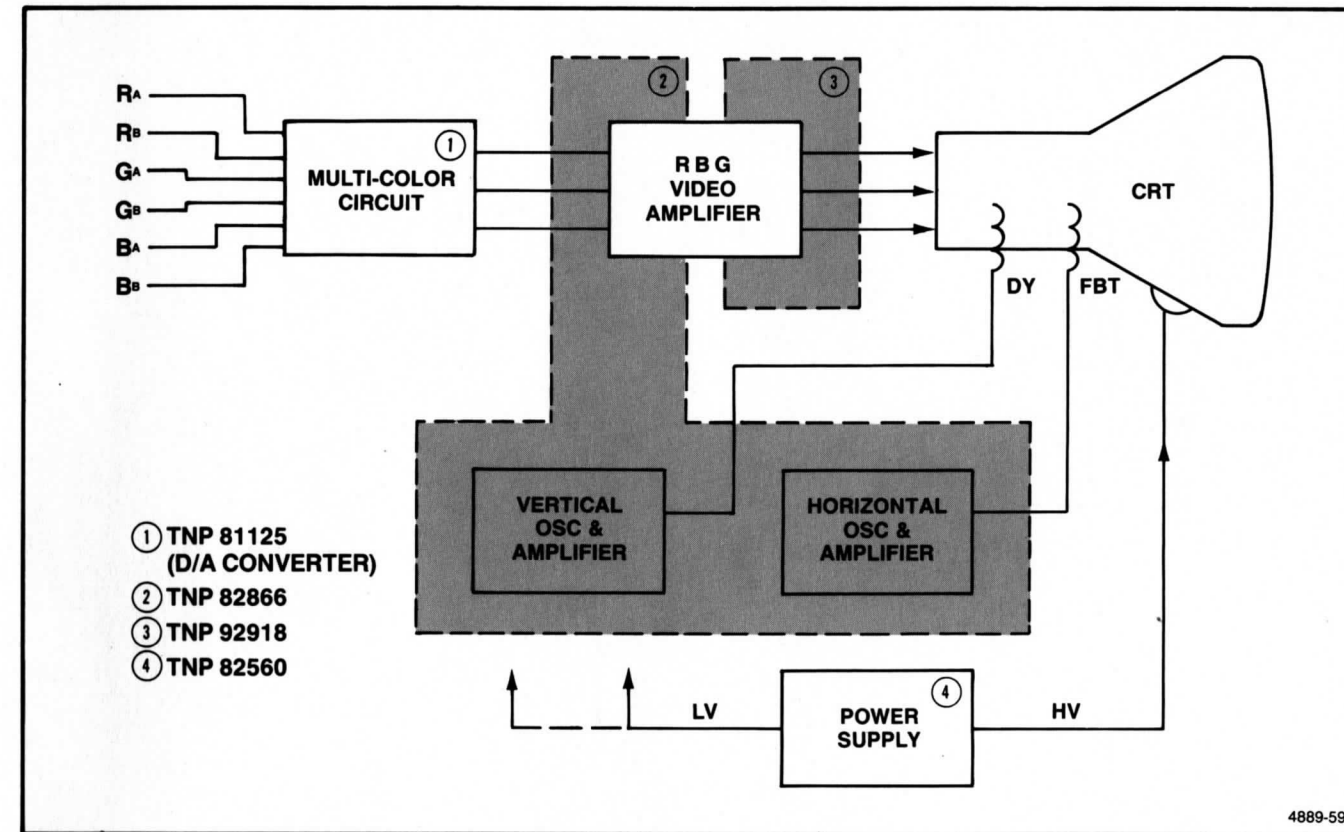 RA
RB
GA
GB
BA
BB
① MULTI-COLOR
CIRCUIT
②
R B G
VIDEO
AMPLIFIER
③
CRT
DY
FBT
VERTICAL
OSC &
AMPLIFIER
HORIZONTAL
OSC &
AMPLIFIER
① TNP 81125
(D/A CONVERTER)
② TNP 82866
③ TNP 92918
④ TNP 82560
LV
④
POWER
SUPPLY
HV
4889-59